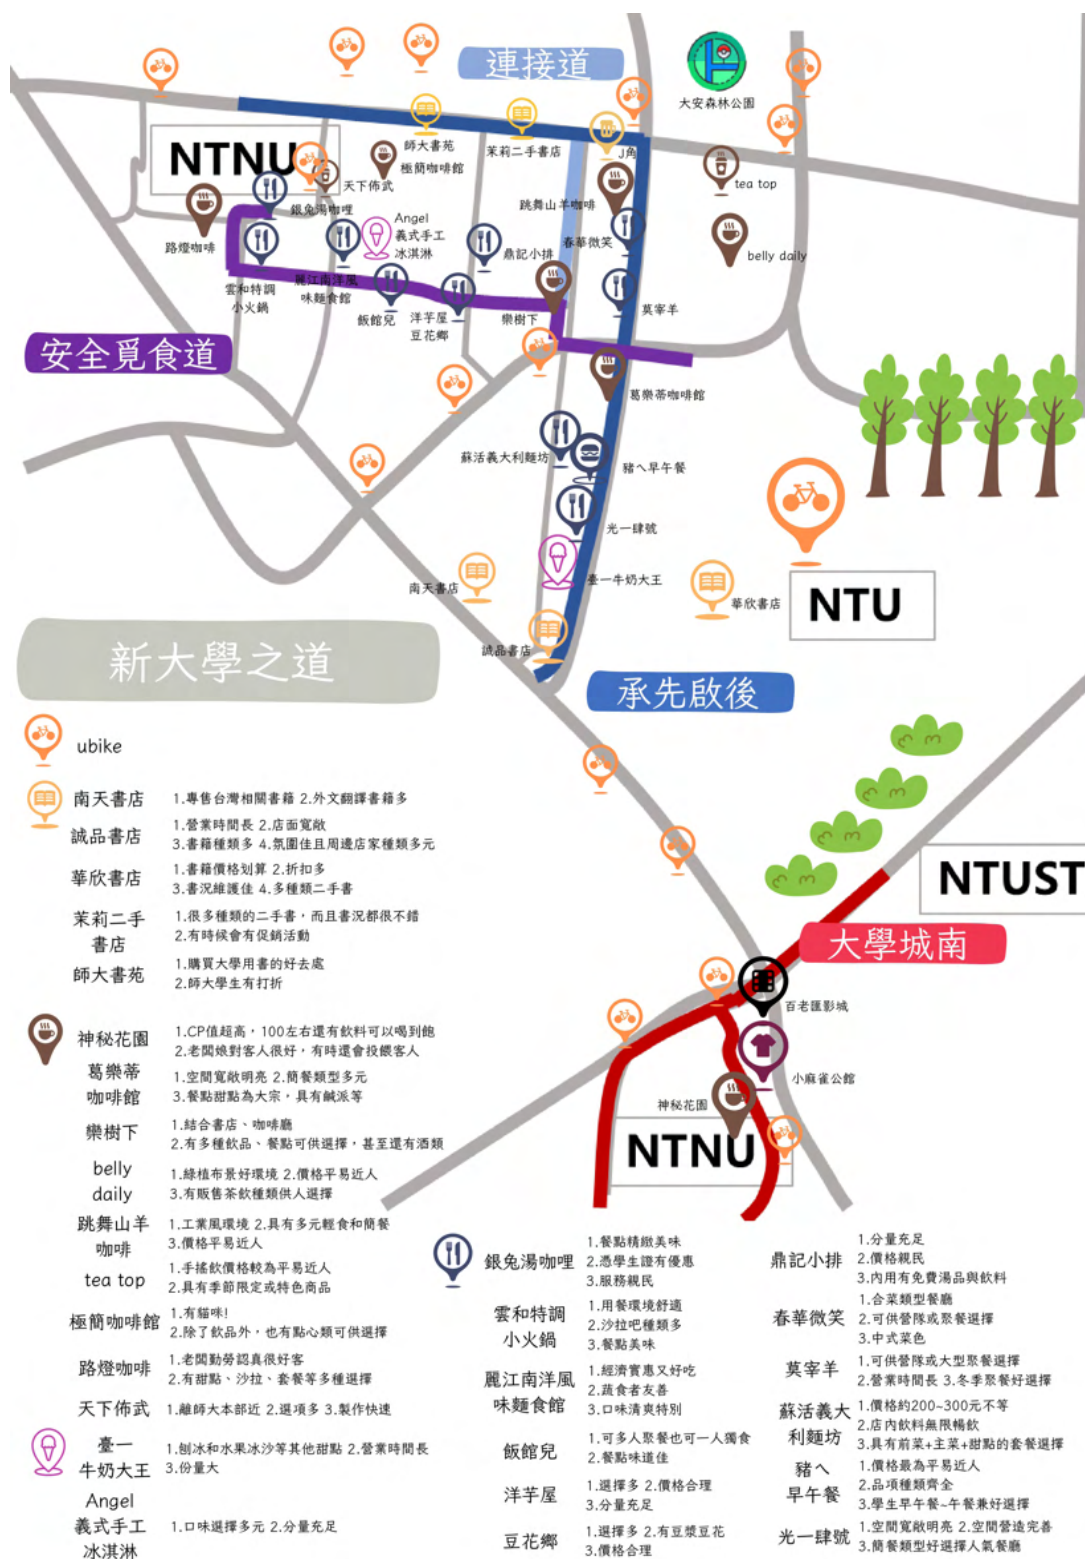 連接道
大安森林公園
NTNU
師大書苑
茉莉二手書店
J角
極簡咖啡館
天下佈武
tea top
銀兔湯咖哩
路燈咖啡
Angel
義式手工
冰淇淋
跳舞山羊咖啡
春華微笑
belly daily
鼎記小排
雲和特調
小火鍋
麗江南洋風
味麵食館
飯館兒
洋芋屋
豆花鄉
欒樹下
莫宰羊
安全覓食道
葛樂蒂咖啡館
蘇活義大利麵坊
豬ㄟ早午餐
光一肆號
臺一牛奶大王
南天書店
華欣書店
NTU
誠品書店
新大學之道
承先啟後
ubike
南天書店
1.專售台灣相關書籍 2.外文翻譯書籍多
誠品書店
1.營業時間長 2.店面寬敞
3.書籍種類多 4.氛圍佳且周邊店家種類多元
華欣書店
1.書籍價格划算 2.折扣多
3.書況維護佳 4.多種類二手書
茉莉二手
書店
1.很多種類的二手書，而且書況都很不錯
2.有時候會有促銷活動
師大書苑
1.購買大學用書的好去處
2.師大學生有打折
NTUST
大學城南
百老匯影城
小麻雀公館
神秘花園
NTNU
神秘花園
1.CP值超高，100左右還有飲料可以喝到飽
2.老闆娘對客人很好，有時還會投餵客人
葛樂蒂
咖啡館
1.空間寬敞明亮 2.簡餐類型多元
3.餐點甜點為大宗，具有鹹派等
欒樹下
1.結合書店、咖啡廳
2.有多種飲品、餐點可供選擇，甚至還有酒類
belly
daily
1.綠植布景好環境 2.價格平易近人
3.有販售茶飲種類供人選擇
跳舞山羊
咖啡
1.工業風環境 2.具有多元輕食和簡餐
3.價格平易近人
tea top
1.手搖飲價格較為平易近人
2.具有季節限定或特色商品
極簡咖啡館
1.有貓咪!
2.除了飲品外，也有點心類可供選擇
路燈咖啡
1.老闆勤勞認真很好客
2.有甜點、沙拉、套餐等多種選擇
天下佈武
1.離師大本部近 2.選項多 3.製作快速
臺一
牛奶大王
1.刨冰和水果冰沙等其他甜點 2.營業時間長
3.份量大
Angel
義式手工
冰淇淋
1.口味選擇多元 2.分量充足
銀兔湯咖哩
1.餐點精緻美味
2.憑學生證有優惠
3.服務親民
雲和特調
小火鍋
1.用餐環境舒適
2.沙拉吧種類多
3.餐點美味
麗江南洋風
味麵食館
1.經濟實惠又好吃
2.蔬食者友善
3.口味清爽特別
飯館兒
1.可多人聚餐也可一人獨食
2.餐點味道佳
洋芋屋
1.選擇多 2.價格合理
3.分量充足
豆花鄉
1.選擇多 2.有豆漿豆花
3.價格合理
鼎記小排
1.分量充足
2.價格親民
3.內用有免費湯品與飲料
春華微笑
1.合菜類型餐廳
2.可供營隊或聚餐選擇
3.中式菜色
莫宰羊
1.可供營隊或大型聚餐選擇
2.營業時間長 3.冬季聚餐好選擇
蘇活義大
利麵坊
1.價格約200~300元不等
2.店內飲料無限暢飲
3.具有前菜+主菜+甜點的套餐選擇
豬ㄟ
早午餐
1.價格最為平易近人
2.品項種類齊全
3.學生早午餐~午餐兼好選擇
光一肆號
1.空間寬敞明亮 2.空間營造完善
3.簡餐類型好選擇人氣餐廳